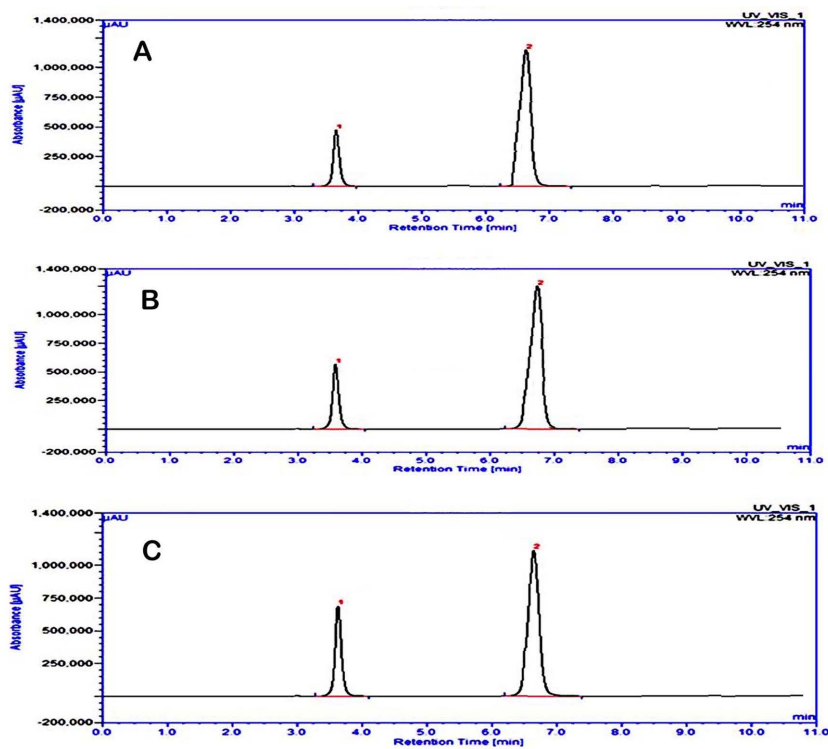 UV_VIS_1
WVL:254 nm
1,400,000
µAU
A
1,000,000
750,000
500,000
250,000
-200,000
Absorbance [µAU]
1
2
min
0.0 1.0 2.0 3.0 4.0 5.0 6.0 7.0 8.0 9.0 10.0 11.0
Retention Time [min]
UV_VIS_1
WVL:254 nm
1,400,000
µAU
B
1,000,000
750,000
500,000
250,000
-200,000
Absorbance [µAU]
1
2
min
0.0 1.0 2.0 3.0 4.0 5.0 6.0 7.0 8.0 9.0 10.0 11.0
Retention Time [min]
UV_VIS_1
WVL:254 nm
1,400,000
µAU
C
1,000,000
750,000
500,000
250,000
-200,000
Absorbance [µAU]
1
2
min
0.0 1.0 2.0 3.0 4.0 5.0 6.0 7.0 8.0 9.0 10.0 11.0
Retention Time [min]